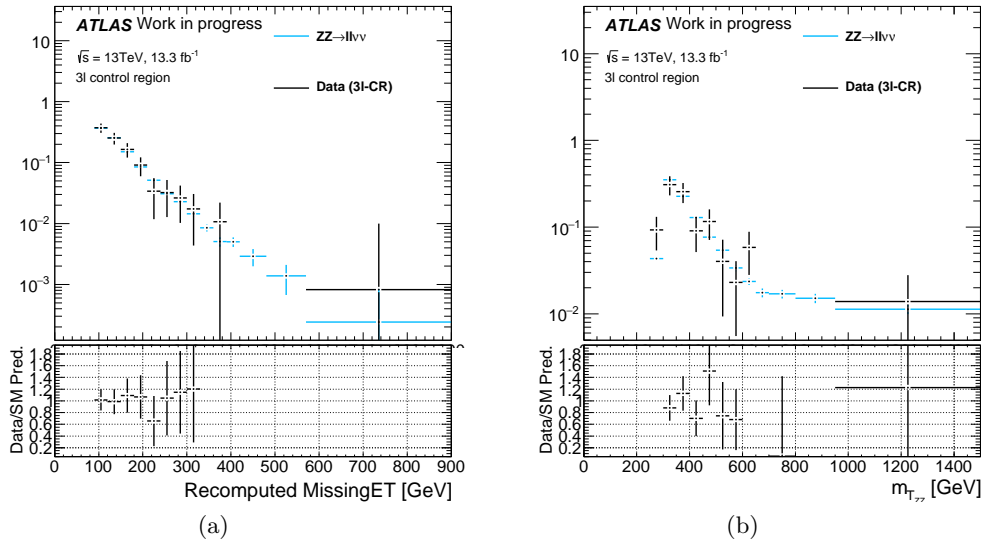 ATLAS Work in progress
√s = 13TeV, 13.3 fb⁻¹
3l control region
ZZ→llνν
Data (3l-CR)
10
1
10⁻¹
10⁻²
10⁻³
Data/SM Pred.
1.8
1.6
1.4
1.2
1.0
0.8
0.6
0.4
0.2
0 100 200 300 400 500 600 700 800 900
Recomputed MissingET [GeV]
(a)
ATLAS Work in progress
√s = 13TeV, 13.3 fb⁻¹
3l control region
ZZ→llνν
Data (3l-CR)
10
1
10⁻¹
10⁻²
Data/SM Pred.
1.8
1.6
1.4
1.2
1.0
0.8
0.6
0.4
0.2
0 200 400 600 800 1000 1200 1400
m_T_ZZ [GeV]
(b)